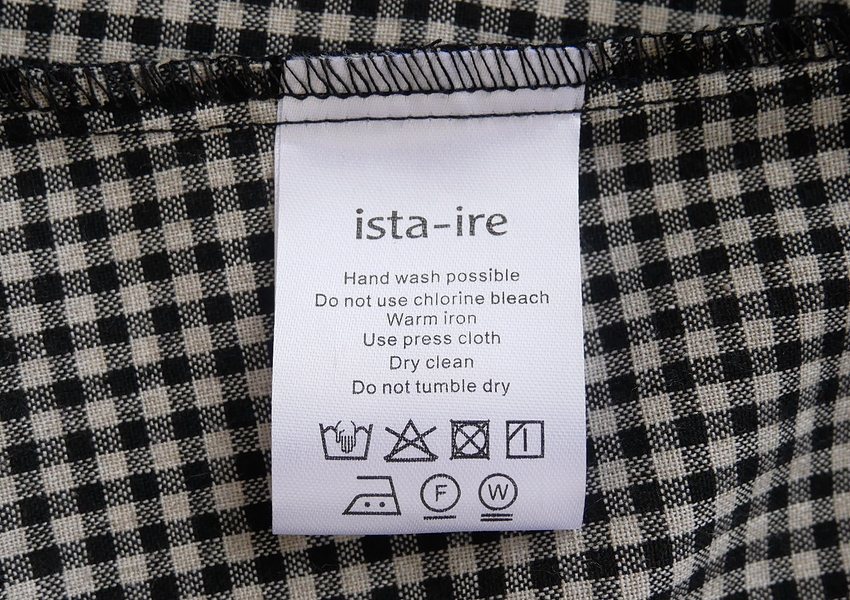 ista-ire
Hand wash possible
Do not use chlorine bleach
Warm iron
Use press cloth
Dry clean
Do not tumble dry
F W